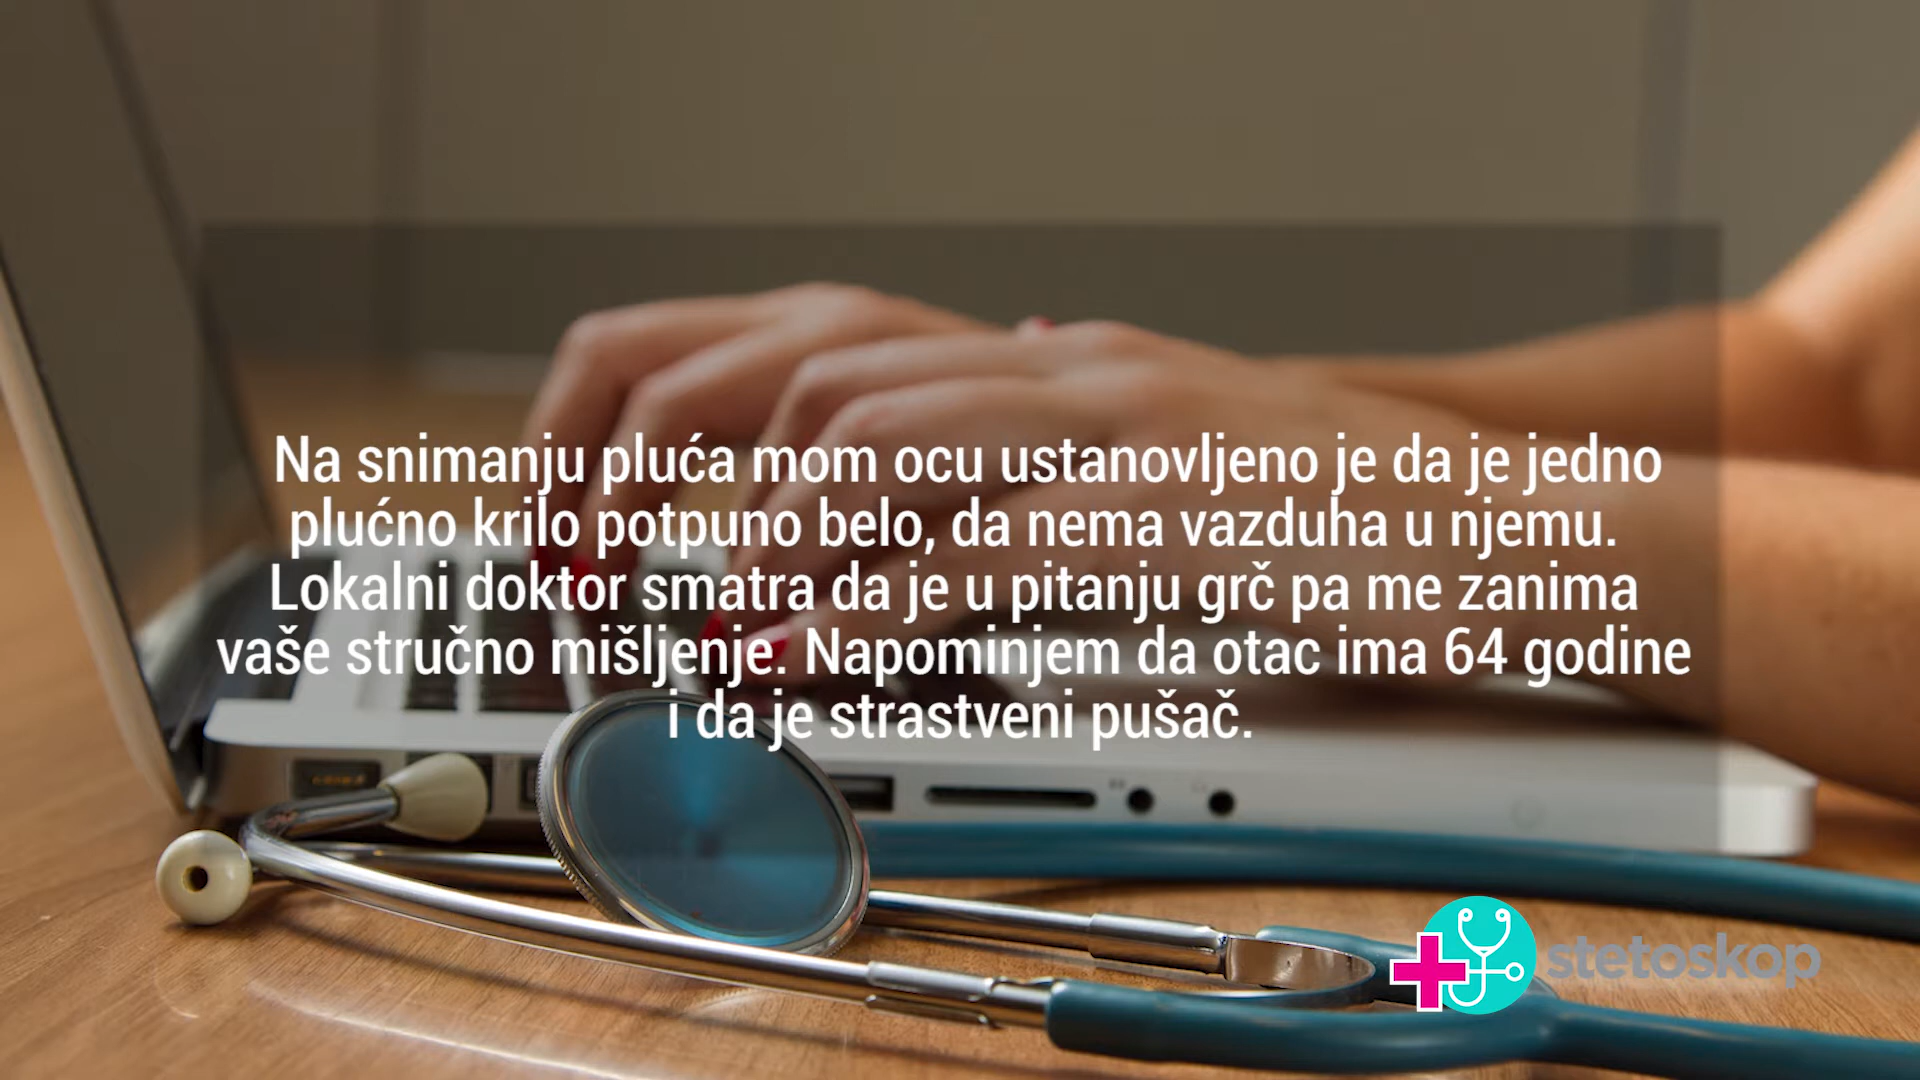 Na snimanju pluća mom ocu ustanovljeno je da je jedno
plućno krilo potpuno belo, da nema vazduha u njemu.
Lokalni doktor smatra da je u pitanju grč pa me zanima
vaše stručno mišljenje. Napominjem da otac ima 64 godine
i da je strastveni pušač.
stetoskop